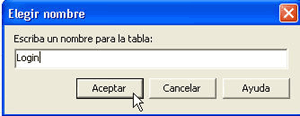 Elegir nombre
Escriba un nombre para la tabla:
Login
Aceptar Cancelar Ayuda